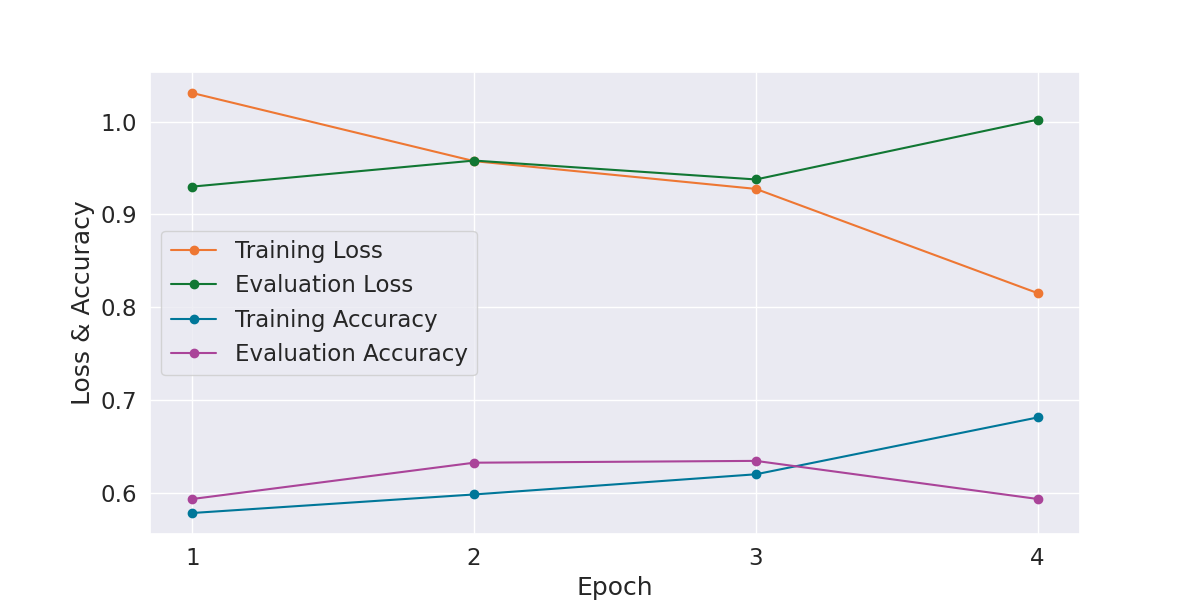 1.0
0.9
0.8
0.7
0.6
Loss & Accuracy
Training Loss
Evaluation Loss
Training Accuracy
Evaluation Accuracy
1 2 3 4
Epoch